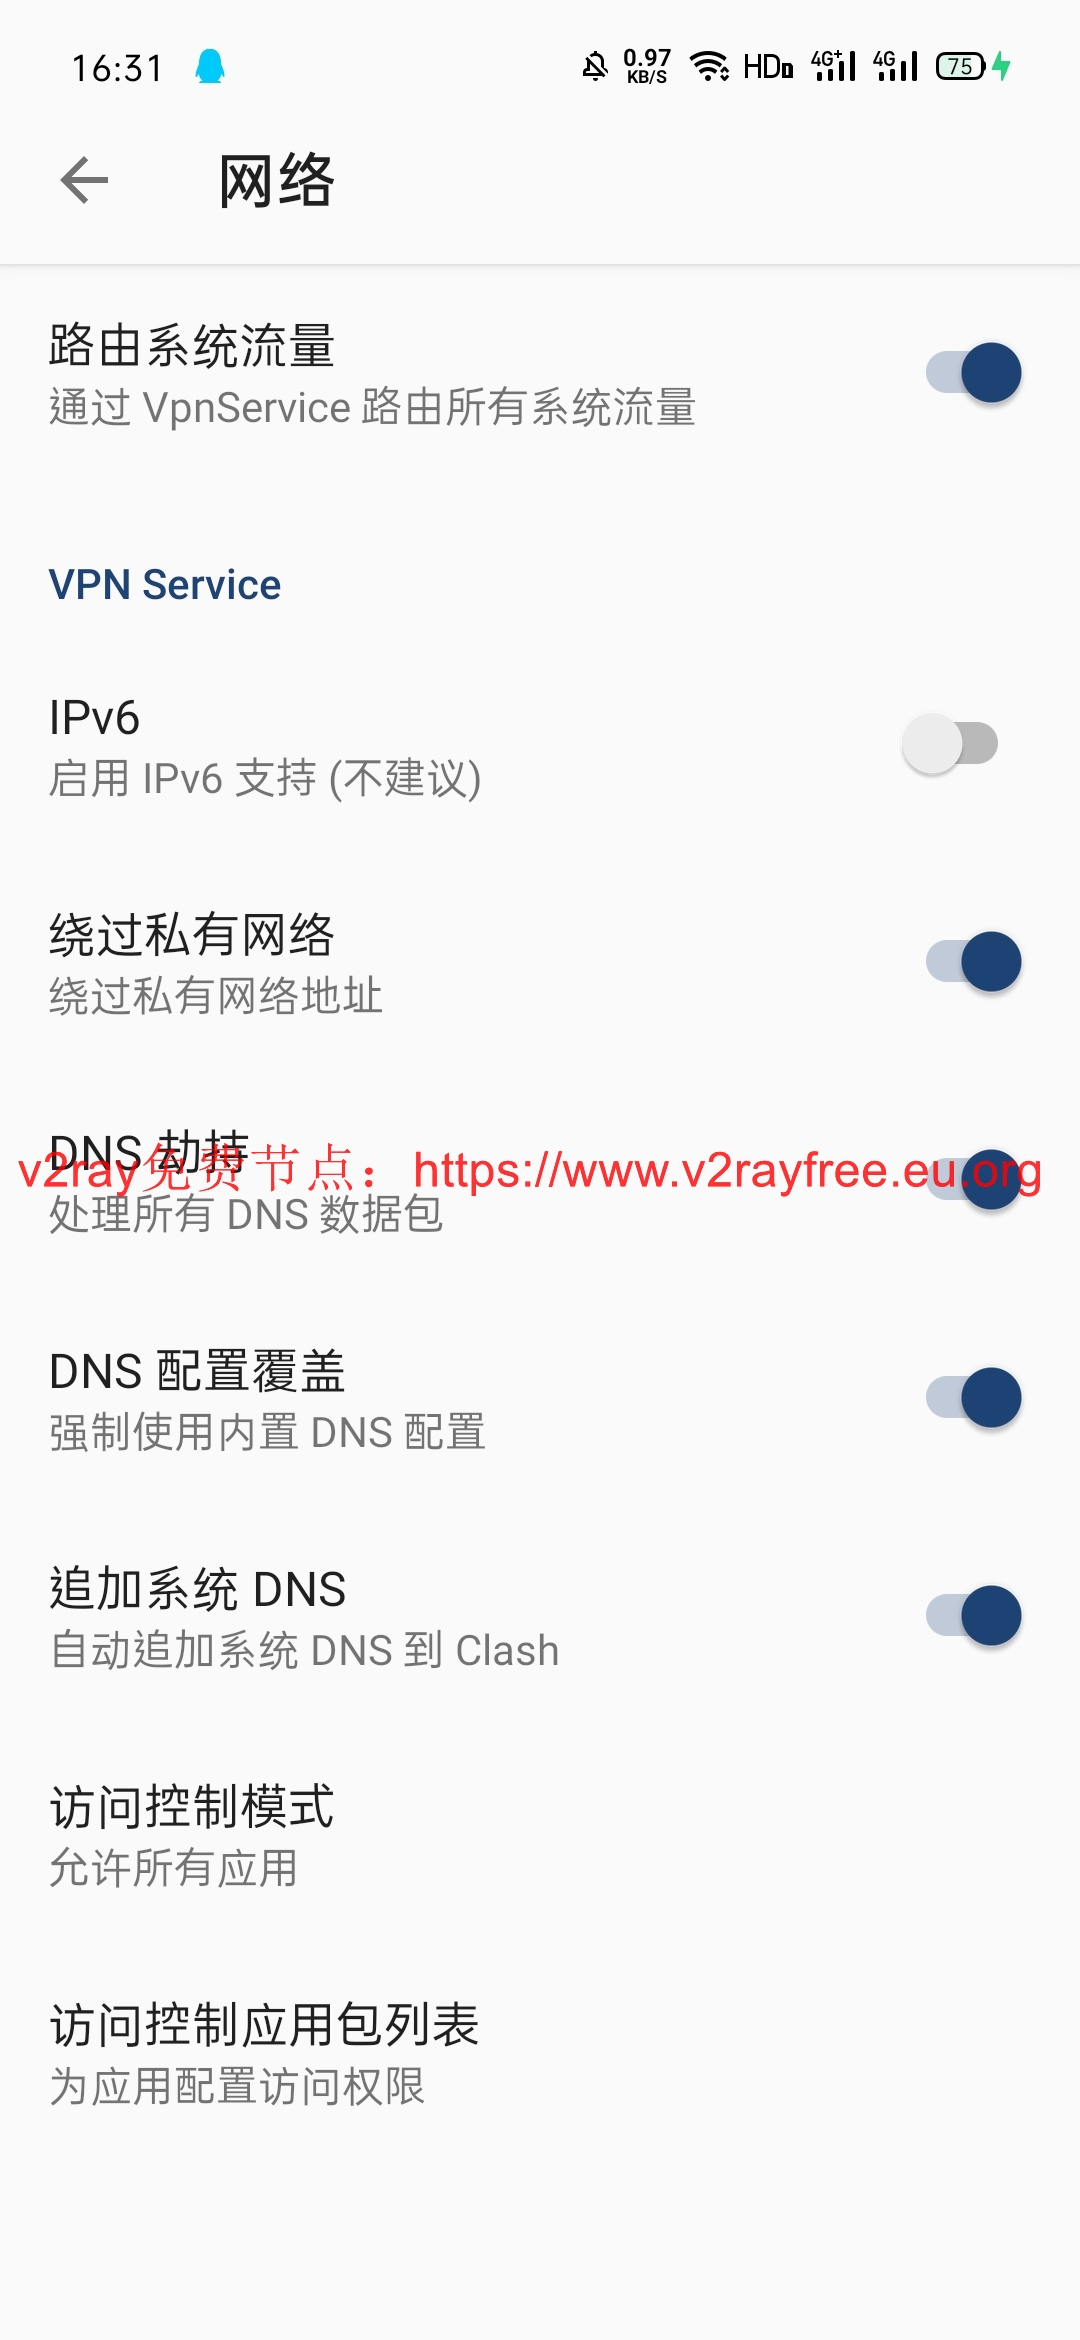 16:31
0.97
KB/S
HD
4G+
4G
75
网络
路由系统流量
通过 VpnService 路由所有系统流量
VPN Service
IPv6
启用 IPv6 支持 (不建议)
绕过私有网络
绕过私有网络地址
DNS 劫持
v2ray免费节点：https://www.v2rayfree.eu.org
处理所有 DNS 数据包
DNS 配置覆盖
强制使用内置 DNS 配置
追加系统 DNS
自动追加系统 DNS 到 Clash
访问控制模式
允许所有应用
访问控制应用包列表
为应用配置访问权限